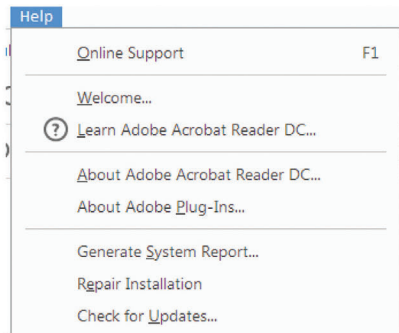 Help
Online Support F1
Welcome...
Learn Adobe Acrobat Reader DC...
About Adobe Acrobat Reader DC...
About Adobe Plug-Ins...
Generate System Report...
Repair Installation
Check for Updates...